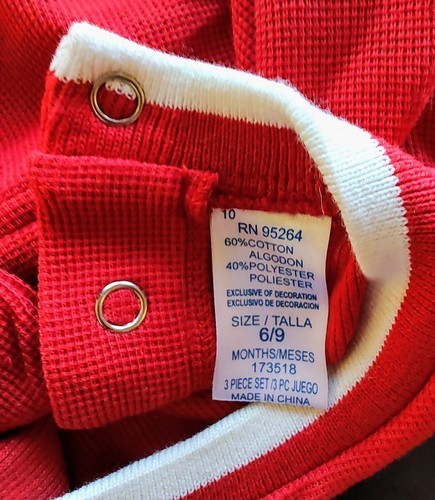 10
RN 95264
60%COTTON
ALGODON
40%POLYESTER
POLIESTER
EXCLUSIVE OF DECORATION
EXCLUSIVO DE DECORACION
SIZE / TALLA
6/9
MONTHS/MESES
173518
3 PIECE SET /3 PC JUEGO
MADE IN CHINA